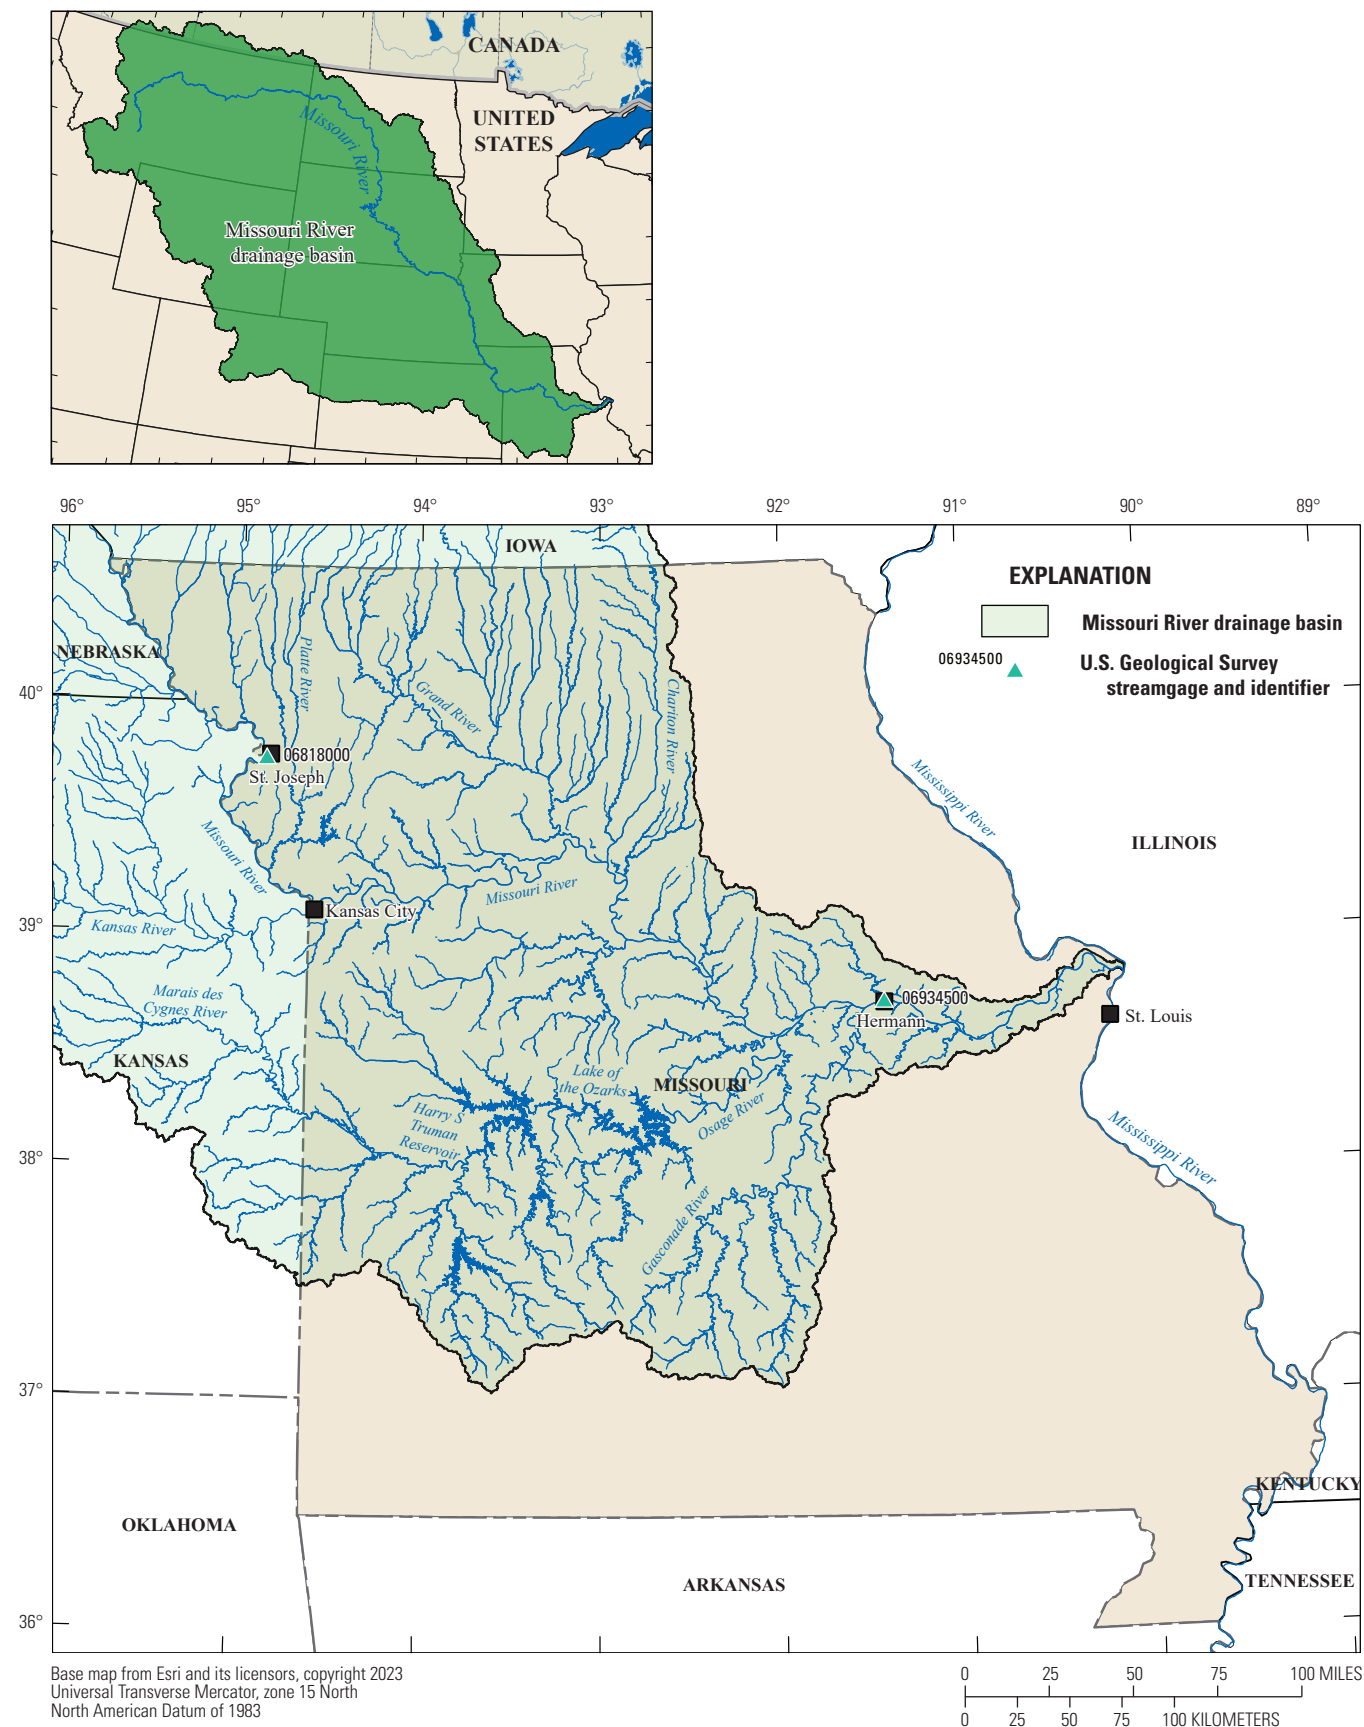 CANADA
UNITED
STATES
Missouri River
Missouri River
drainage basin
96°
95°
94°
93°
92°
91°
90°
89°
IOWA
EXPLANATION
Missouri River drainage basin
06934500
U.S. Geological Survey
streamgage and identifier
NEBRASKA
Platte River
Grand River
Chariton River
40°
06818000
St. Joseph
Mississippi River
ILLINOIS
Missouri River
Missouri River
Kansas City
39°
Kansas River
Marais des
Cygnes River
06934500
Hermann
St. Louis
KANSAS
Lake of
the Ozarks
MISSOURI
Harry S
Truman
Reservoir
Osage River
Mississippi River
38°
Gasconade River
37°
KENTUCKY
OKLAHOMA
ARKANSAS
TENNESSEE
36°
Base map from Esri and its licensors, copyright 2023
Universal Transverse Mercator, zone 15 North
North American Datum of 1983
0 25 50 75 100 MILES
0 25 50 75 100 KILOMETERS